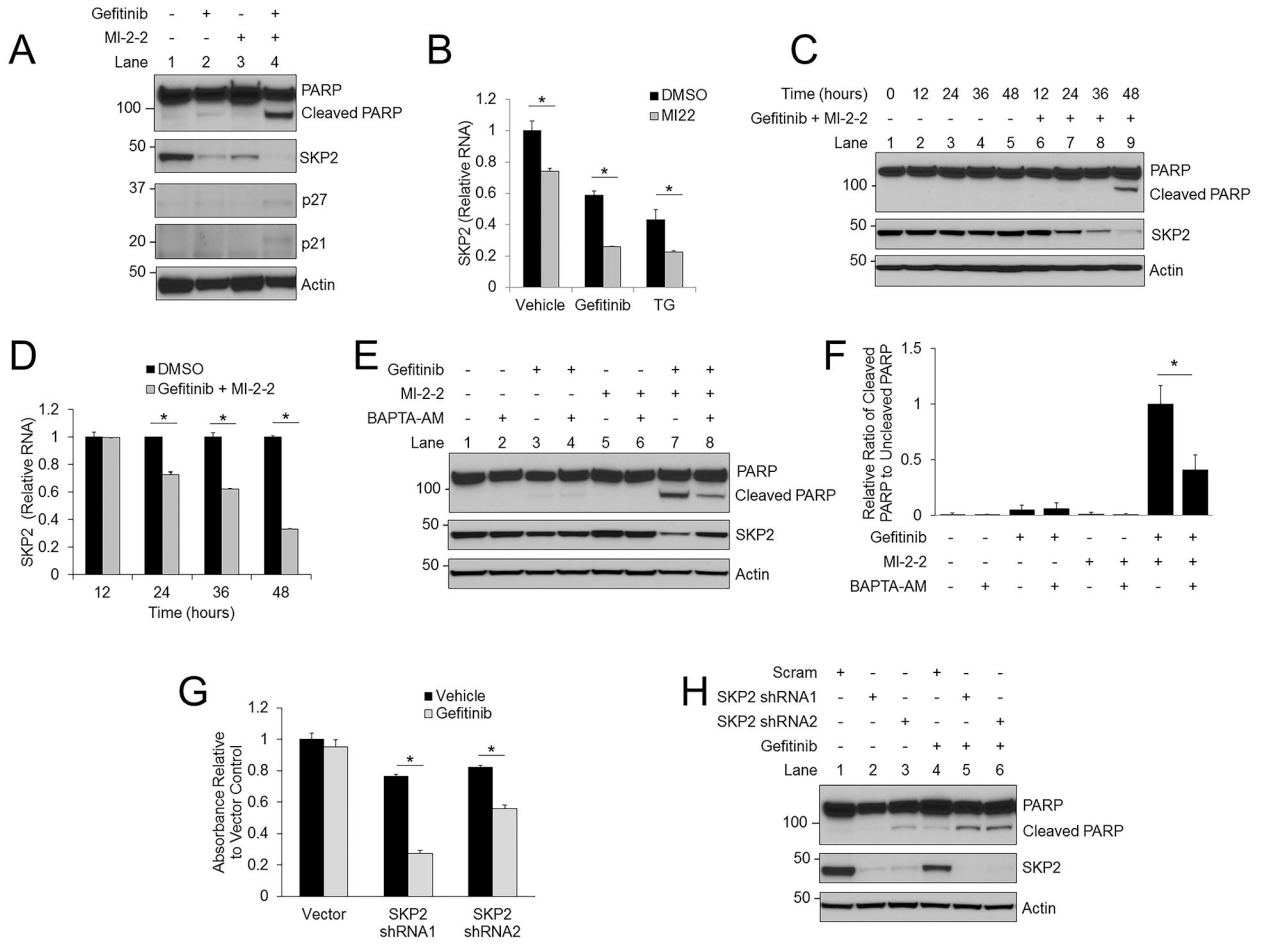 A
Gefitinib - + - +
MI-2-2 - - + +
Lane 1 2 3 4
100
PARP
Cleaved PARP
50
SKP2
37
p27
20
p21
50
Actin
B
DMSO
MI22
SKP2 (Relative RNA)
1.2
1
0.8
0.6
0.4
0.2
0
* * *
Vehicle Gefitinib TG
C
Time (hours) 0 12 24 36 48 12 24 36 48
Gefitinib + MI-2-2 - - - - - + + + +
Lane 1 2 3 4 5 6 7 8 9
100
PARP
Cleaved PARP
50
SKP2
50
Actin
D
DMSO
Gefitinib + MI-2-2
SKP2 (Relative RNA)
1.2
1
0.8
0.6
0.4
0.2
0
* * *
12 24 36 48
Time (hours)
E
Gefitinib - - + + - - + +
MI-2-2 - - - - + + + +
BAPTA-AM - + - + - + - +
Lane 1 2 3 4 5 6 7 8
100
PARP
Cleaved PARP
50
SKP2
50
Actin
F
Relative Ratio of Cleaved
PARP to Uncleaved PARP
1.5
1
0.5
0
*
Gefitinib - - + + - - + +
MI-2-2 - - - - + + + +
BAPTA-AM - + - + - + - +
G
Vehicle
Gefitinib
Absorbance Relative
to Vector Control
1.2
1
0.8
0.6
0.4
0.2
0
* *
Vector SKP2 SKP2
shRNA1 shRNA2
H
Scram + - - + - -
SKP2 shRNA1 - + - - + -
SKP2 shRNA2 - - + - - +
Gefitinib - - - + + +
Lane 1 2 3 4 5 6
100
PARP
Cleaved PARP
50
SKP2
50
Actin